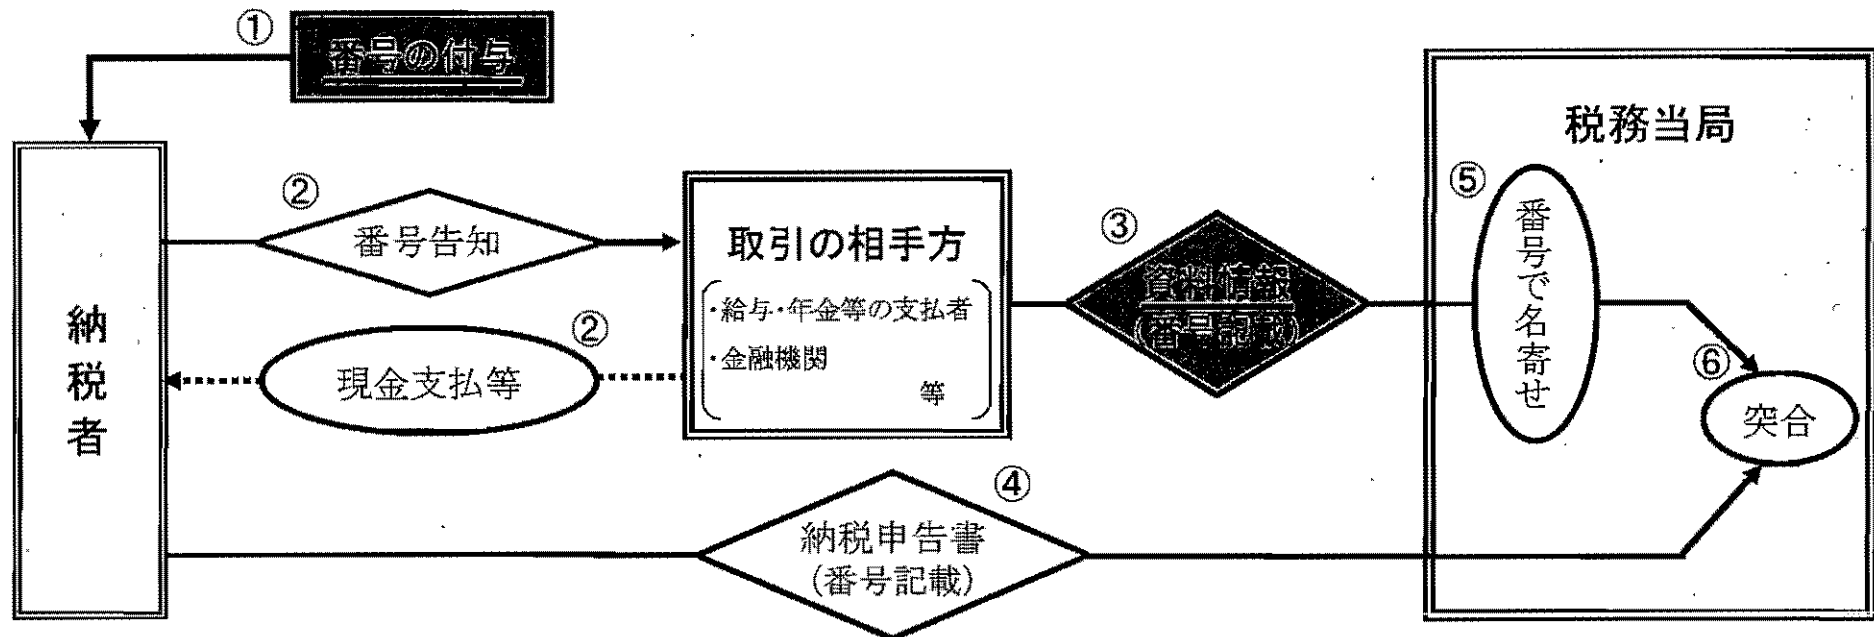 ①
番号の付与
税務当局
納税者
②
番号告知
②
現金支払等
取引の相手方
・給与・年金等の支払者
・金融機関
等
③
資料情報
(番号記載)
④
納税申告書
(番号記載)
⑤
番号で名寄せ
⑥
突合